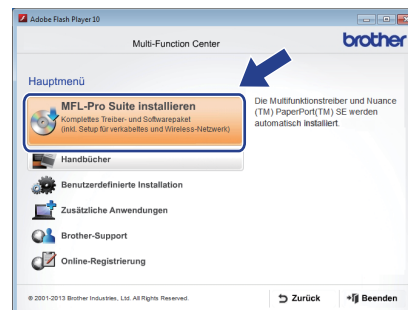 Adobe Flash Player 10
Multi-Function Center
brother
Hauptmenü
MFL-Pro Suite installieren
Komplettes Treiber- und Softwarepaket
(inkl. Setup für verkabeltes und Wireless-Netzwerk)
Die Multifunktionstreiber und Nuance
(TM) PaperPort(TM) SE werden
automatisch installiert.
Handbücher
Benutzerdefinierte Installation
Zusätzliche Anwendungen
Brother-Support
Online-Registrierung
© 2001-2013 Brother Industries, Ltd. All Rights Reserved.
Zurück
Beenden